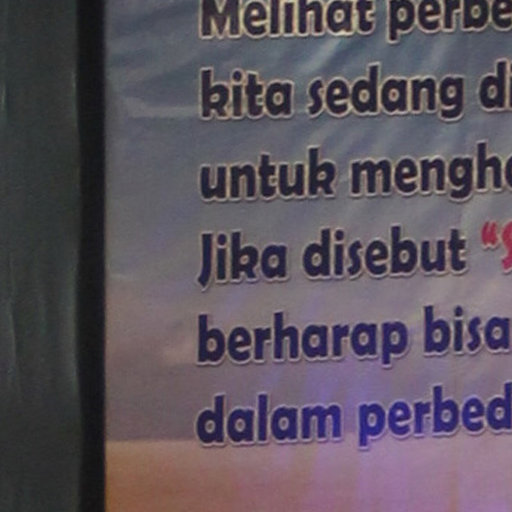 Melihat perbe
kita sedang di
untuk mengh
Jika disebut "S
berharap bisa
dalam perbed